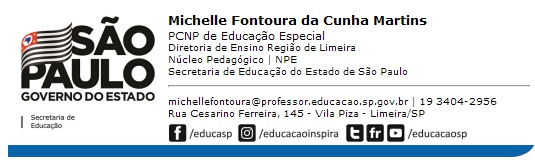 SÃO
PAULO
GOVERNO DO ESTADO
Secretaria de
Educação
Michelle Fontoura da Cunha Martins
PCNP de Educação Especial
Diretoria de Ensino Região de Limeira
Núcleo Pedagógico | NPE
Secretaria de Educação do Estado de São Paulo
michellefontoura@professor.educacao.sp.gov.br | 19 3404-2956
Rua Cesarino Ferreira, 145 - Vila Piza - Limeira/SP
/educasp /educacaoinspira /educacaosp